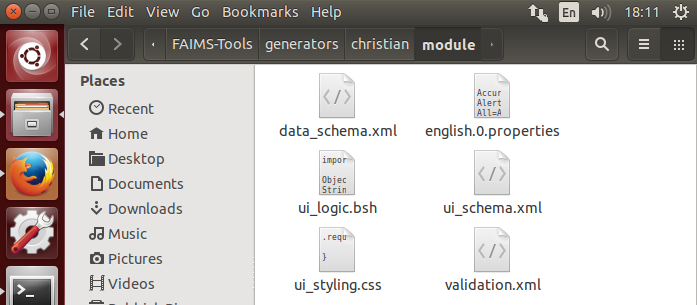 File Edit View Go Bookmarks Help En 18:11
FAIMS-Tools generators christian module
Places
Recent
Home
Desktop
Documents
Downloads
Music
Pictures
Videos
data_schema.xml
Accur
Alert
All=A
english.0.properties
impor
Objec
Strin
ui_logic.bsh
ui_schema.xml
.requ
}
ui_styling.css
validation.xml